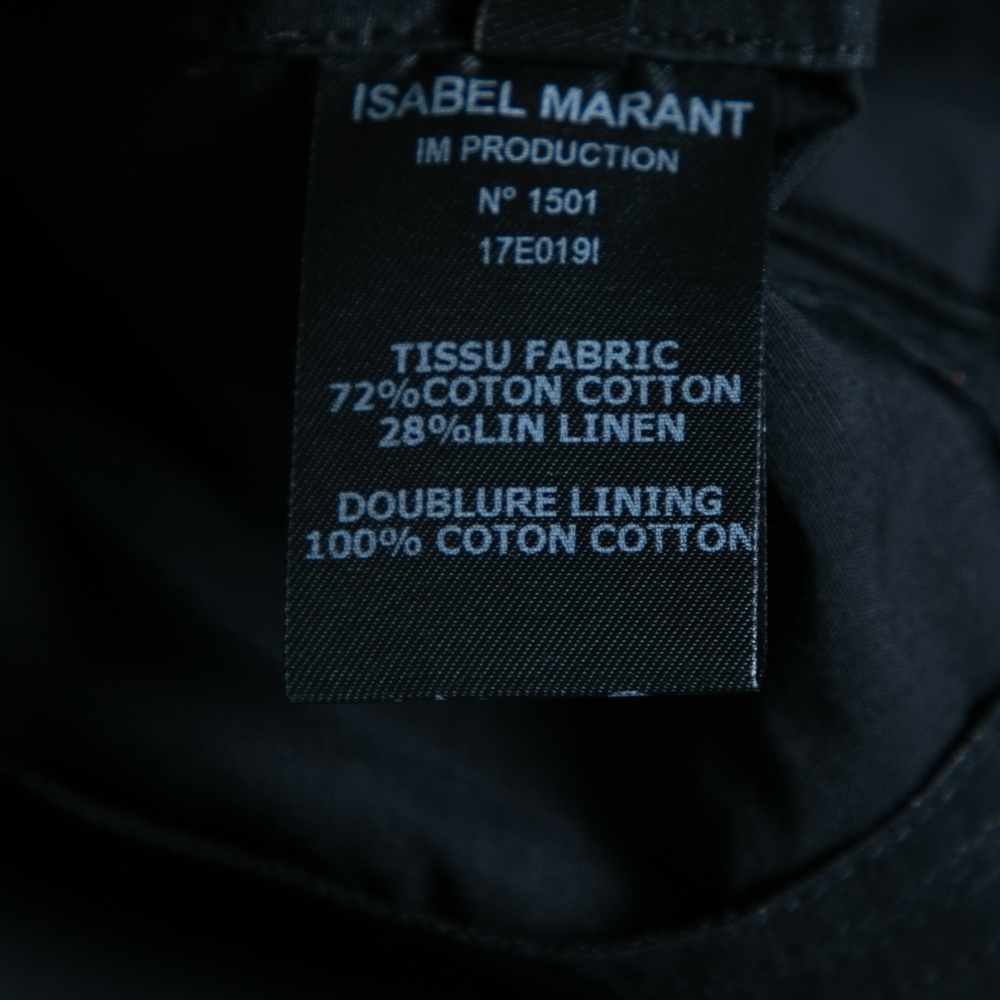 ISABEL MARANT
IM PRODUCTION
N° 1501
17E019I
TISSU FABRIC
72%COTON COTTON
28%LIN LINEN
DOUBLURE LINING
100% COTON COTTON